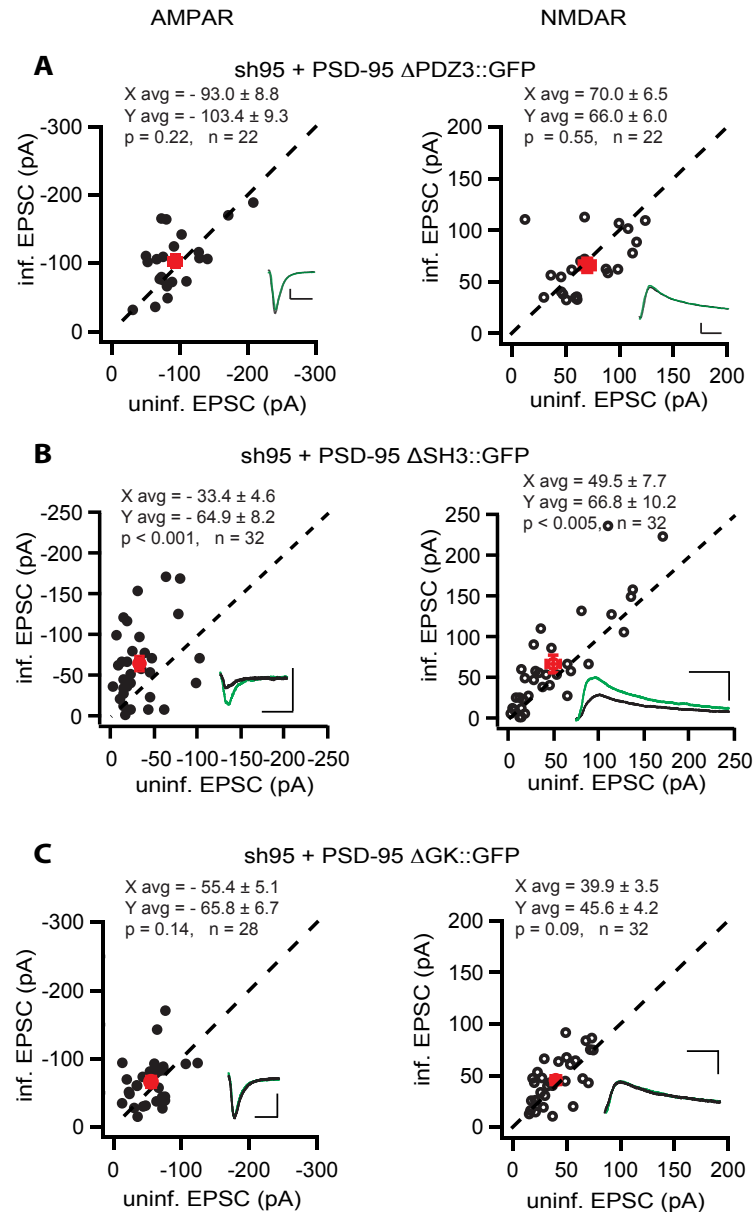 AMPAR
NMDAR
A
sh95 + PSD-95 ΔPDZ3::GFP
X avg = - 93.0 ± 8.8
Y avg = - 103.4 ± 9.3
p = 0.22, n = 22
-300
-200
-100
0
inf. EPSC (pA)
0
-100
-200
-300
uninf. EPSC (pA)
X avg = 70.0 ± 6.5
Y avg = 66.0 ± 6.0
p = 0.55, n = 22
200
150
100
50
0
inf. EPSC (pA)
0
50
100
150
200
uninf. EPSC (pA)
B
sh95 + PSD-95 ΔSH3::GFP
X avg = - 33.4 ± 4.6
Y avg = - 64.9 ± 8.2
p < 0.001, n = 32
-250
-200
-150
-100
-50
0
inf. EPSC (pA)
0
-50
-100
-150
-200
-250
uninf. EPSC (pA)
X avg = 49.5 ± 7.7
Y avg = 66.8 ± 10.2
p < 0.005, n = 32
250
200
150
100
50
0
inf. EPSC (pA)
0
50
100
150
200
250
uninf. EPSC (pA)
C
sh95 + PSD-95 ΔGK::GFP
X avg = - 55.4 ± 5.1
Y avg = - 65.8 ± 6.7
p = 0.14, n = 28
-300
-200
-100
0
inf. EPSC (pA)
0
-100
-200
-300
uninf. EPSC (pA)
X avg = 39.9 ± 3.5
Y avg = 45.6 ± 4.2
p = 0.09, n = 32
200
150
100
50
0
inf. EPSC (pA)
0
50
100
150
200
uninf. EPSC (pA)